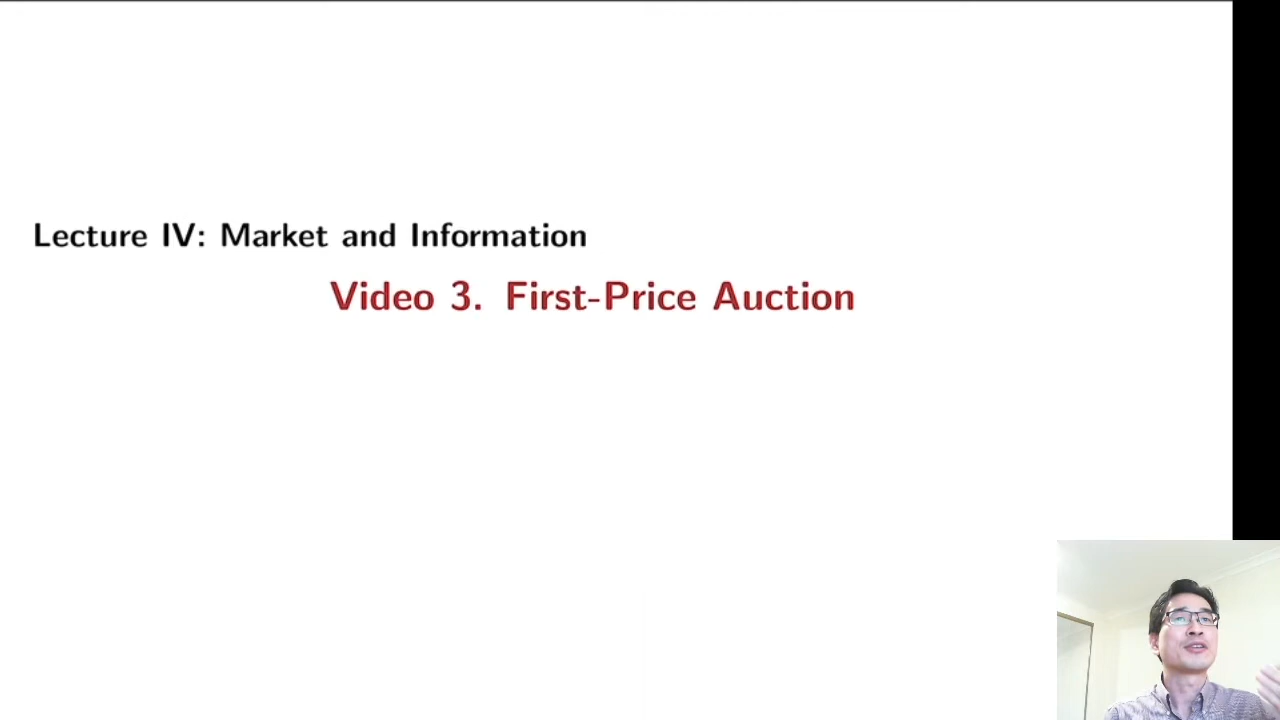 Lecture IV: Market and Information
Video 3. First-Price Auction